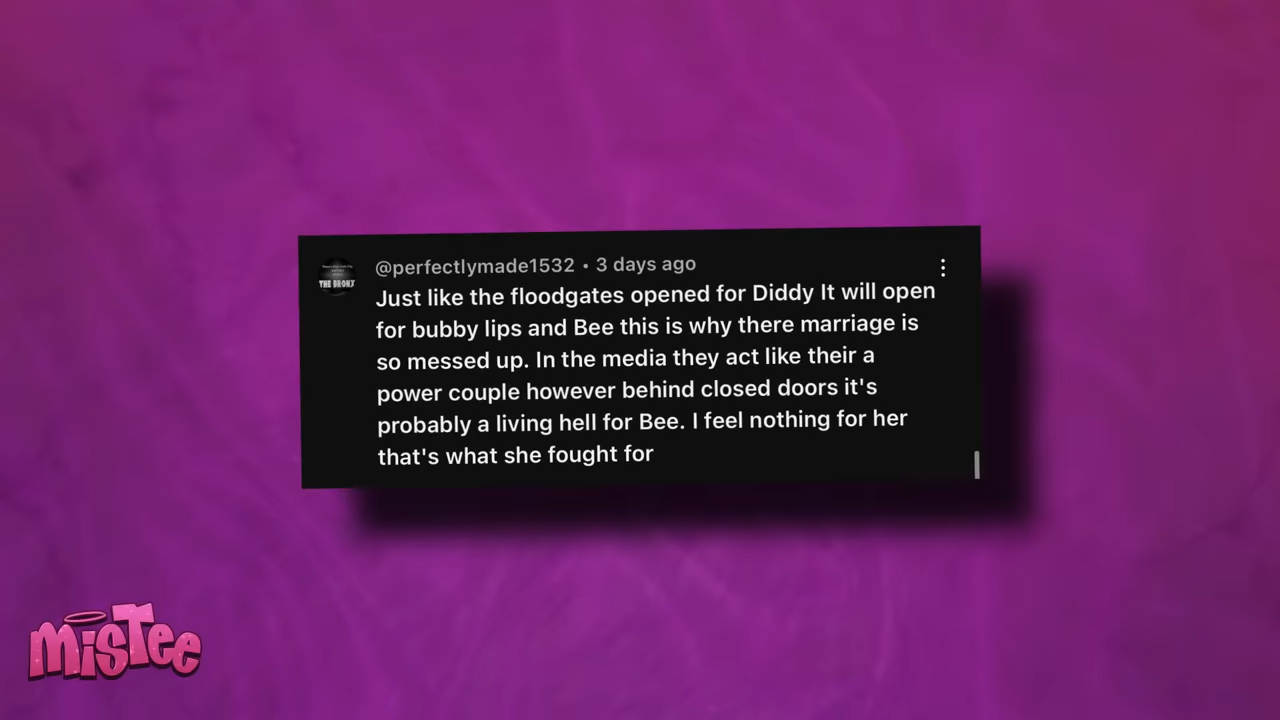 @perfectlymade1532 • 3 days ago
Just like the floodgates opened for Diddy It will open
for bubby lips and Bee this is why there marriage is
so messed up. In the media they act like their a
power couple however behind closed doors it's
probably a living hell for Bee. I feel nothing for her
that's what she fought for
THE BRONX
MisTee